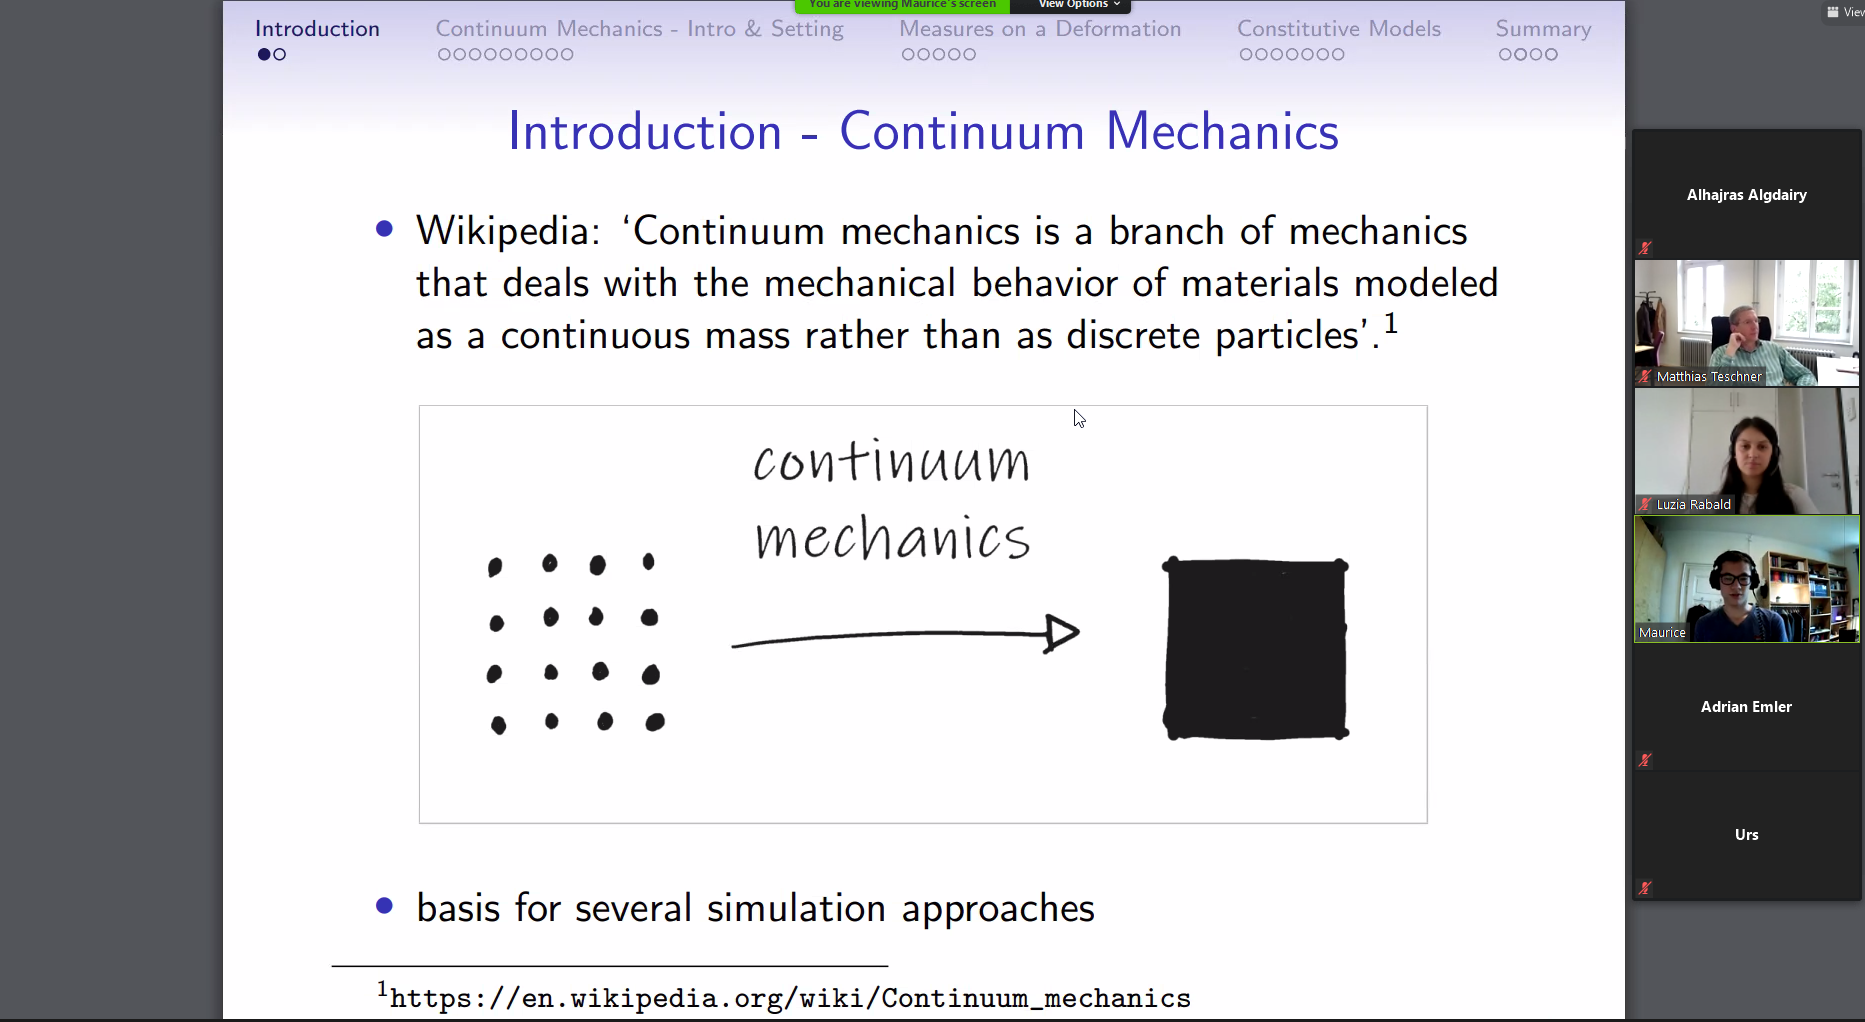 You are viewing Maurice's screen View Options
View
Introduction Continuum Mechanics - Intro & Setting Measures on a Deformation Constitutive Models Summary
Introduction - Continuum Mechanics
Wikipedia: ‘Continuum mechanics is a branch of mechanics
that deals with the mechanical behavior of materials modeled
as a continuous mass rather than as discrete particles’.1
continuum
mechanics
basis for several simulation approaches
1https://en.wikipedia.org/wiki/Continuum_mechanics
Alhajras Algdairy
Matthias Teschner
Luzia Rabald
Maurice
Adrian Emler
Urs